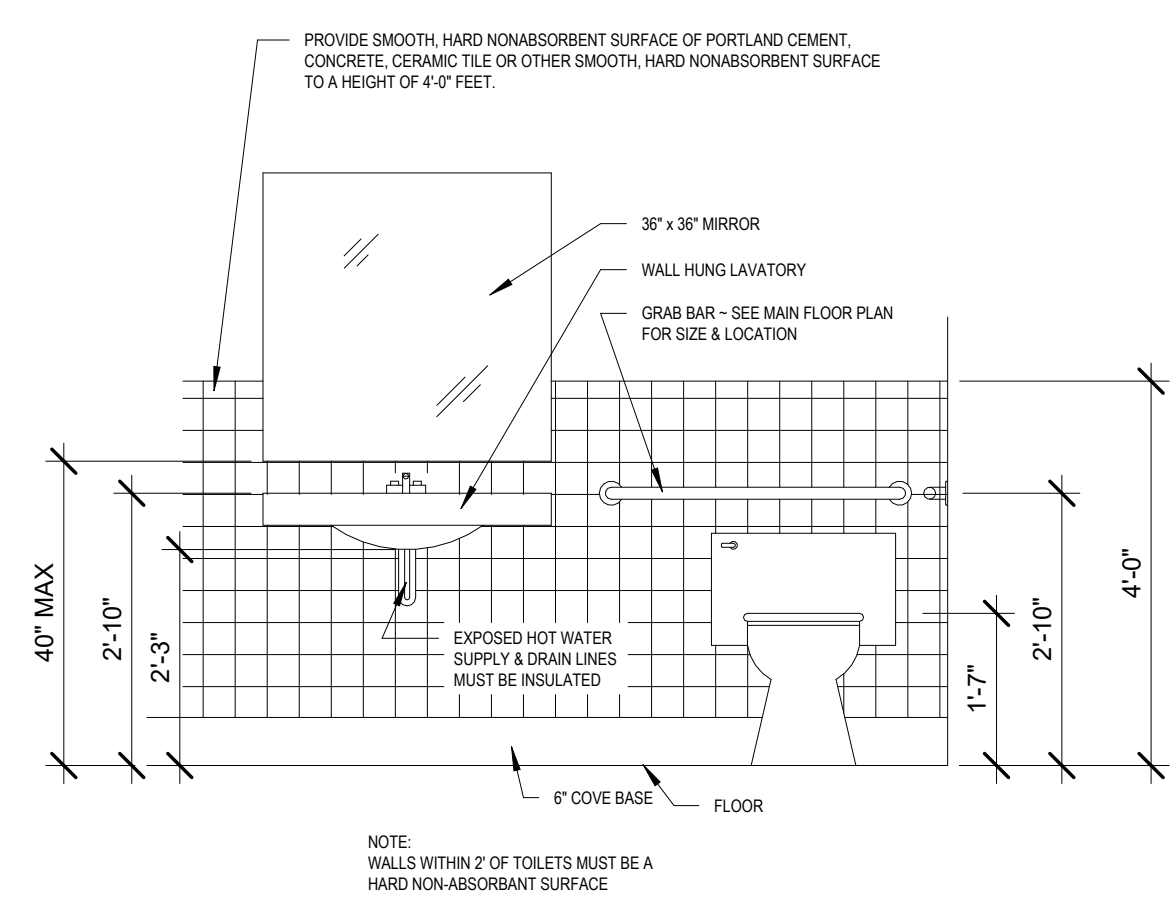 PROVIDE SMOOTH, HARD NONABSORBENT SURFACE OF PORTLAND CEMENT,
CONCRETE, CERAMIC TILE OR OTHER SMOOTH, HARD NONABSORBENT SURFACE
TO A HEIGHT OF 4'-0" FEET.
36" x 36" MIRROR
WALL HUNG LAVATORY
GRAB BAR ~ SEE MAIN FLOOR PLAN
FOR SIZE & LOCATION
40" MAX
2'-10"
2'-3"
EXPOSED HOT WATER
SUPPLY & DRAIN LINES
MUST BE INSULATED
1'-7"
2'-10"
4'-0"
6" COVE BASE
FLOOR
NOTE:
WALLS WITHIN 2' OF TOILETS MUST BE A
HARD NON-ABSORBANT SURFACE